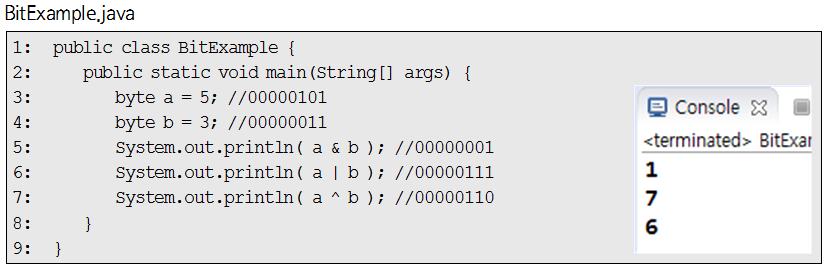 BitExample.java
1: public class BitExample {
2: public static void main(String[] args) {
3: byte a = 5; //00000101
4: byte b = 3; //00000011
5: System.out.println( a & b ); //00000001
6: System.out.println( a | b ); //00000111
7: System.out.println( a ^ b ); //00000110
8: }
9: }
Console
<terminated> BitExar
1
7
6